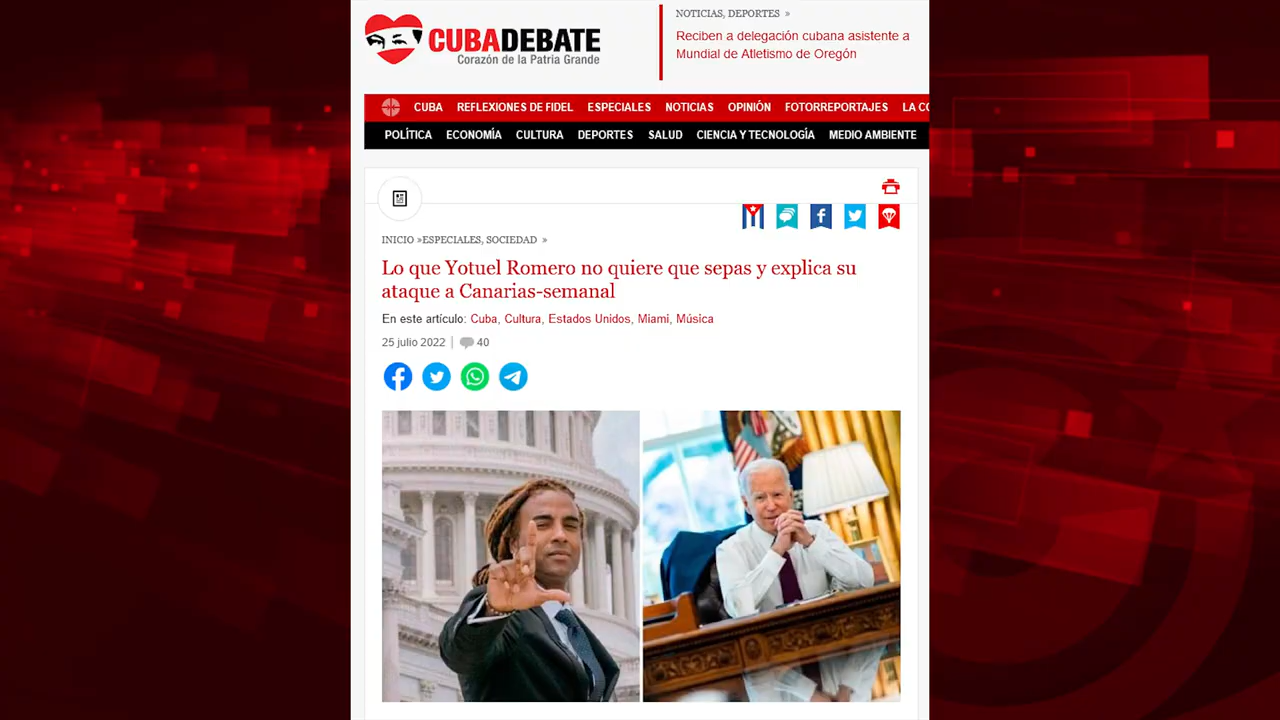 CUBADEBATE
Corazón de la Patria Grande
NOTICIAS, DEPORTES »
Reciben a delegación cubana asistente a
Mundial de Atletismo de Oregón
CUBA REFLEXIONES DE FIDEL ESPECIALES NOTICIAS OPINIÓN FOTORREPORTAJES LA CO
POLÍTICA ECONOMÍA CULTURA DEPORTES SALUD CIENCIA Y TECNOLOGÍA MEDIO AMBIENTE
INICIO »ESPECIALES, SOCIEDAD »
Lo que Yotuel Romero no quiere que sepas y explica su
ataque a Canarias-semanal
En este artículo: Cuba, Cultura, Estados Unidos, Miami, Música
25 julio 2022 | 40